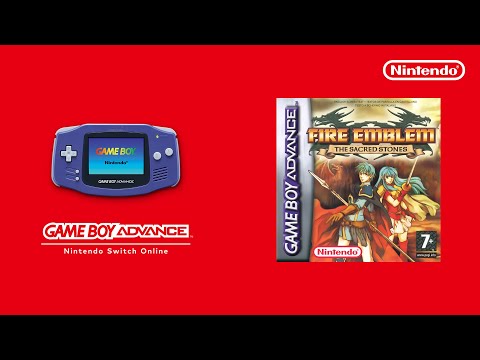 Nintendo
GAME BOY
Nintendo
GAME BOY ADVANCE
GAME BOY ADVANCE
Nintendo Switch Online
GAME BOY ADVANCE
FIRE EMBLEM
THE SACRED STONES
Nintendo
7+